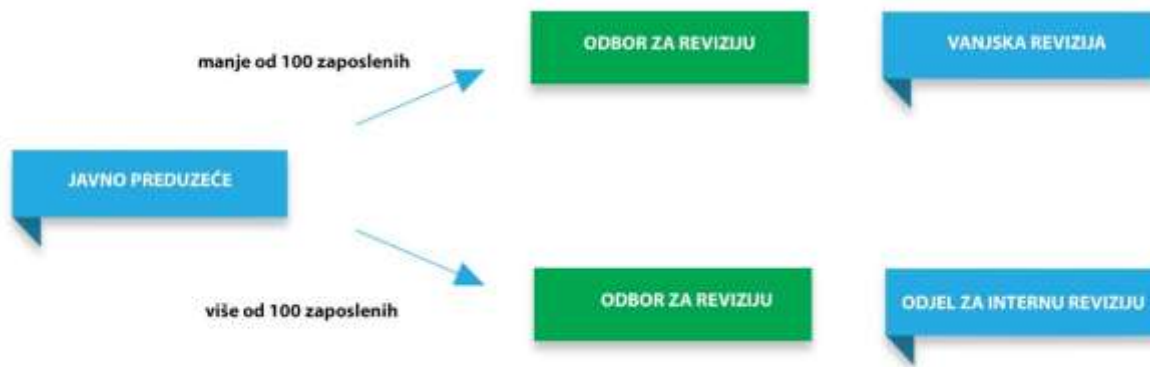 ODBOR ZA REVIZIJU
VANJSKA REVIZIJA
manje od 100 zaposlenih
JAVNO PREDUZEĆE
više od 100 zaposlenih
ODBOR ZA REVIZIJU
ODJEL ZA INTERNU REVIZIJU